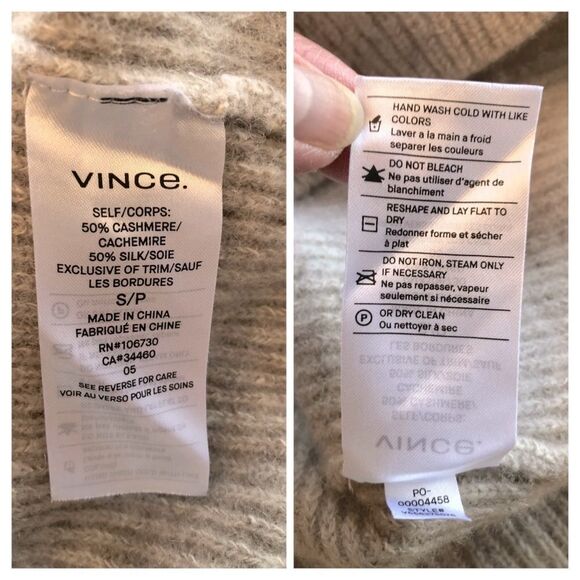 VINCE.
SELF/CORPS:
50% CASHMERE/
CACHEMIRE
50% SILK/SOIE
EXCLUSIVE OF TRIM/SAUF
LES BORDURES
S/P
MADE IN CHINA
FABRIQUÉ EN CHINE
RN#106730
CA#34460
05
SEE REVERSE FOR CARE
VOIR AU VERSO POUR LES SOINS
HAND WASH COLD WITH LIKE
COLORS
Laver a la main a froid
separer les couleurs
DO NOT BLEACH
Ne pas utiliser d'agent de
blanchiment
RESHAPE AND LAY FLAT TO
DRY
Redonner forme et sécher
à plat
DO NOT IRON, STEAM ONLY
IF NECESSARY
Ne pas repasser, vapeur
seulement si nécessaire
P OR DRY CLEAN
Ou nettoyer à sec
PO-
00004458
STYLE#